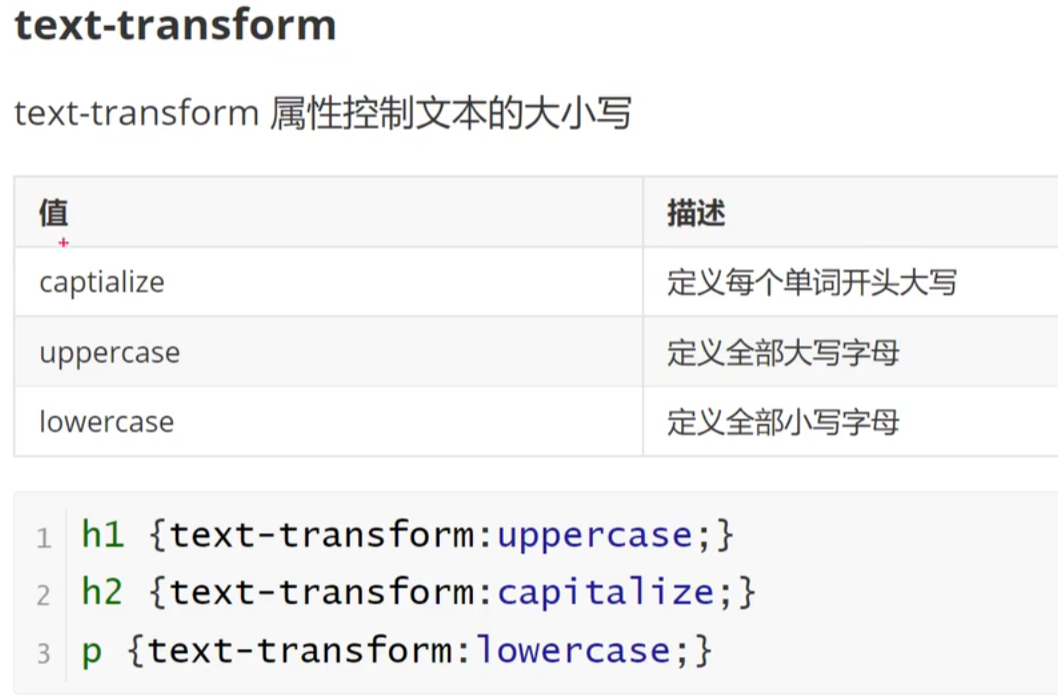 text-transform
text-transform 属性控制文本的大小写
值 描述
captialize 定义每个单词开头大写
uppercase 定义全部大写字母
lowercase 定义全部小写字母
1 h1 {text-transform:uppercase;}
2 h2 {text-transform:capitalize;}
3 p {text-transform:lowercase;}